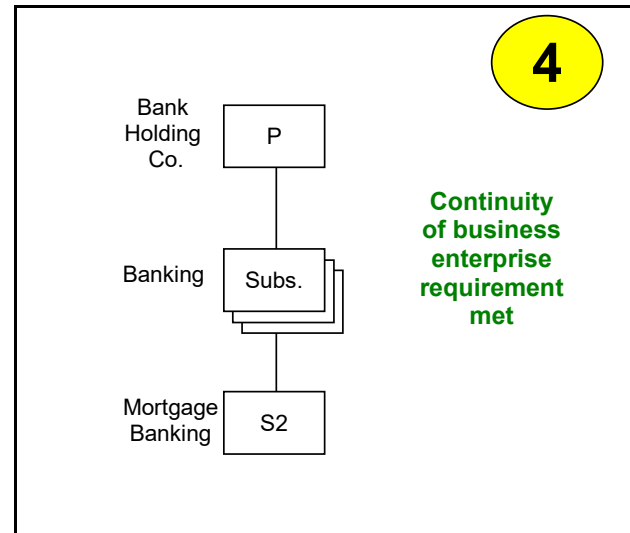 4
Bank
Holding
Co.
P
Continuity
of business
enterprise
requirement
met
Banking
Subs.
Mortgage
Banking
S2